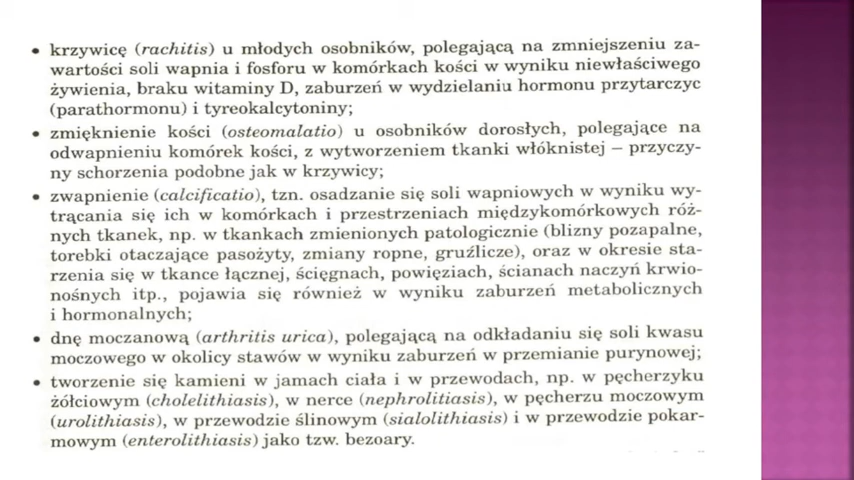 • krzywicę (rachitis) u młodych osobników, polegającą na zmniejszeniu za-
wartości soli wapnia i fosforu w komórkach kości w wyniku niewłaściwego
żywienia, braku witaminy D, zaburzeń w wydzielaniu hormonu przytarczyc
(parathormonu) i tyreokalcytoniny;
• zmięknienie kości (osteomalatio) u osobników dorosłych, polegające na
odwapnieniu komórek kości, z wytworzeniem tkanki włóknistej – przyczy-
ny schorzenia podobne jak w krzywicy;
• zwapnienie (calcificatio), tzn. osadzanie się soli wapniowych w wyniku wy-
trącania się ich w komórkach i przestrzeniach międzykomórkowych róż-
nych tkanek, np. w tkankach zmienionych patologicznie (blizny pozapalne,
torebki otaczające pasożyty, zmiany ropne, gruźlicze), oraz w okresie sta-
rzenia się w tkance łącznej, ścięgnach, powięziach, ścianach naczyń krwio-
nośnych itp., pojawia się również w wyniku zaburzeń metabolicznych
i hormonalnych;
• dnę moczanową (arthritis urica), polegającą na odkładaniu się soli kwasu
moczowego w okolicy stawów w wyniku zaburzeń w przemianie purynowej;
• tworzenie się kamieni w jamach ciała i w przewodach, np. w pęcherzyku
żółciowym (cholelithiasis), w nerce (nephrolitiasis), w pęcherzu moczowym
(urolithiasis), w przewodzie ślinowym (sialolithiasis) i w przewodzie pokar-
mowym (enterolithiasis) jako tzw. bezoary.